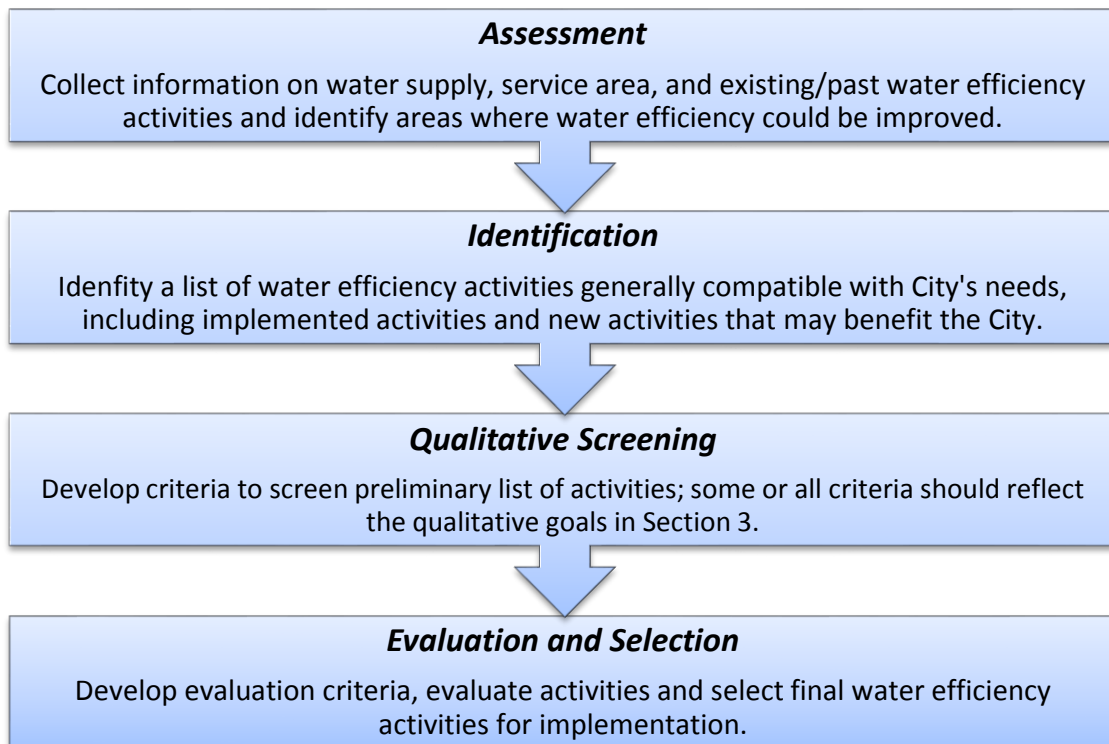 Assessment
Collect information on water supply, service area, and existing/past water efficiency
activities and identify areas where water efficiency could be improved.
Identification
Idenfity a list of water efficiency activities generally compatible with City's needs,
including implemented activities and new activities that may benefit the City.
Qualitative Screening
Develop criteria to screen preliminary list of activities; some or all criteria should reflect
the qualitative goals in Section 3.
Evaluation and Selection
Develop evaluation criteria, evaluate activities and select final water efficiency
activities for implementation.